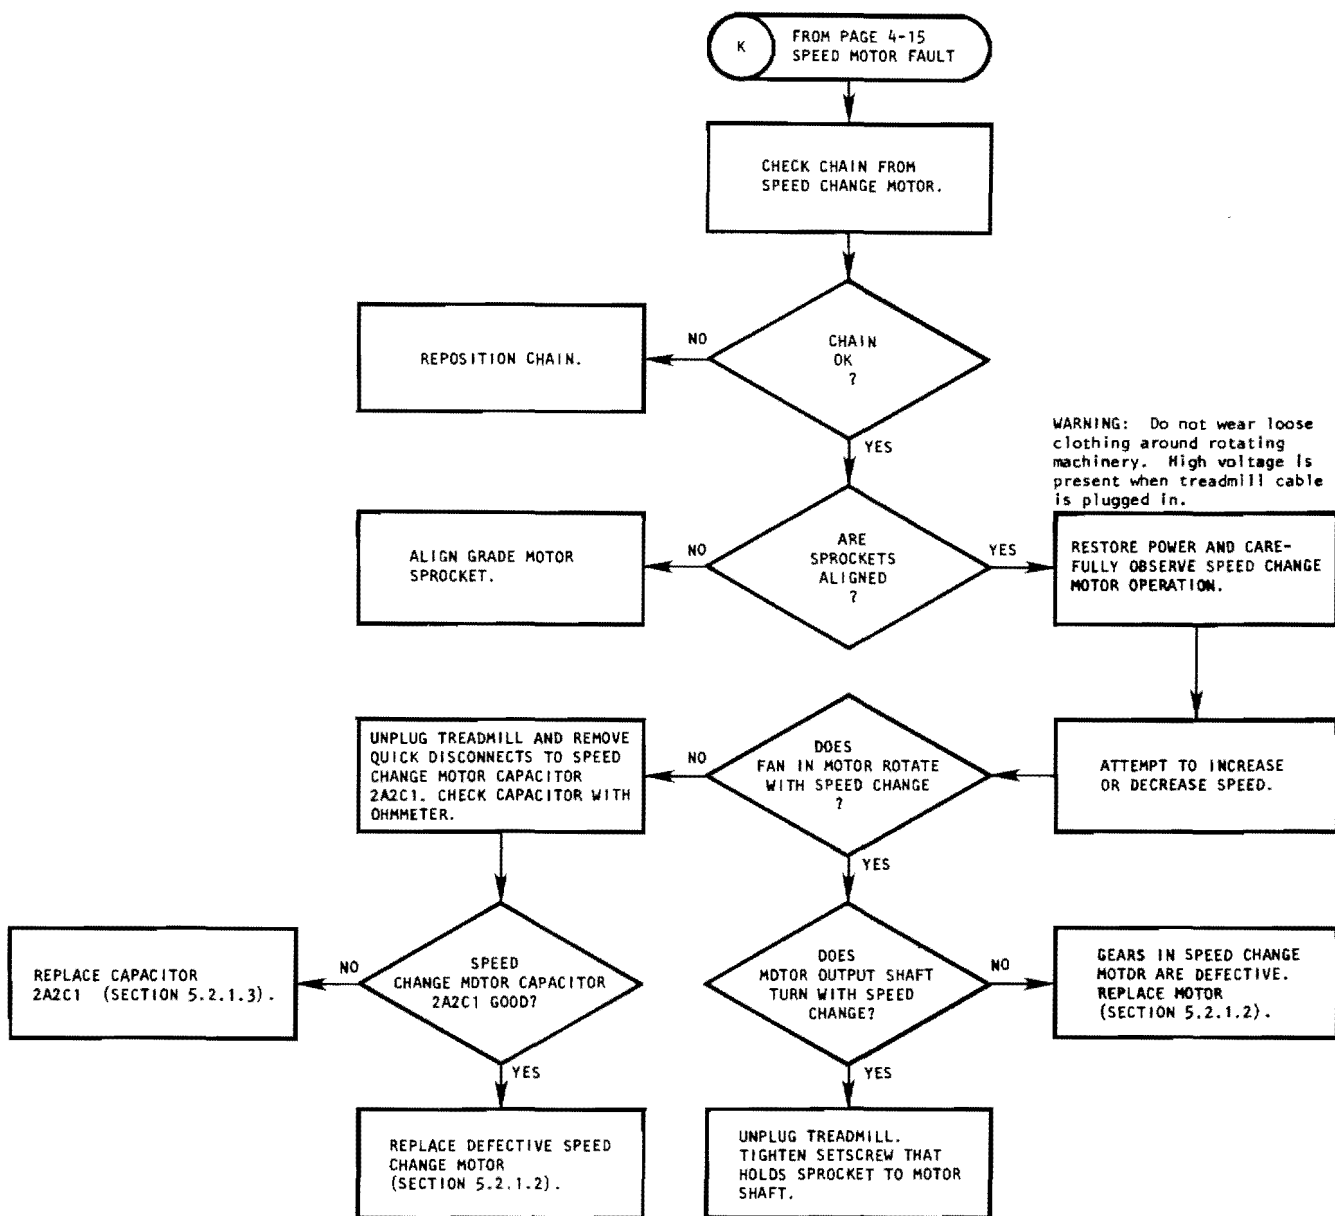 K
FROM PAGE 4-15
SPEED MOTOR FAULT
CHECK CHAIN FROM
SPEED CHANGE MOTOR.
CHAIN
OK
?
NO
REPOSITION CHAIN.
YES
WARNING: Do not wear loose
clothing around rotating
machinery. High voltage is
present when treadmill cable
is plugged in.
ARE
SPROCKETS
ALIGNED
?
NO
ALIGN GRADE MOTOR
SPROCKET.
YES
RESTORE POWER AND CARE-
FULLY OBSERVE SPEED CHANGE
MOTOR OPERATION.
ATTEMPT TO INCREASE
OR DECREASE SPEED.
DOES
FAN IN MOTOR ROTATE
WITH SPEED CHANGE
?
NO
UNPLUG TREADMILL AND REMOVE
QUICK DISCONNECTS TO SPEED
CHANGE MOTOR CAPACITOR
2A2C1. CHECK CAPACITOR WITH
OHMMETER.
YES
SPEED
CHANGE MOTOR CAPACITOR
2A2C1 GOOD?
NO
REPLACE CAPACITOR
2A2C1 (SECTION 5.2.1.3).
YES
REPLACE DEFECTIVE SPEED
CHANGE MOTOR
(SECTION 5.2.1.2).
DOES
MOTOR OUTPUT SHAFT
TURN WITH SPEED
CHANGE?
NO
GEARS IN SPEED CHANGE
MOTOR ARE DEFECTIVE.
REPLACE MOTOR
(SECTION 5.2.1.2).
YES
UNPLUG TREADMILL.
TIGHTEN SETSCREW THAT
HOLDS SPROCKET TO MOTOR
SHAFT.